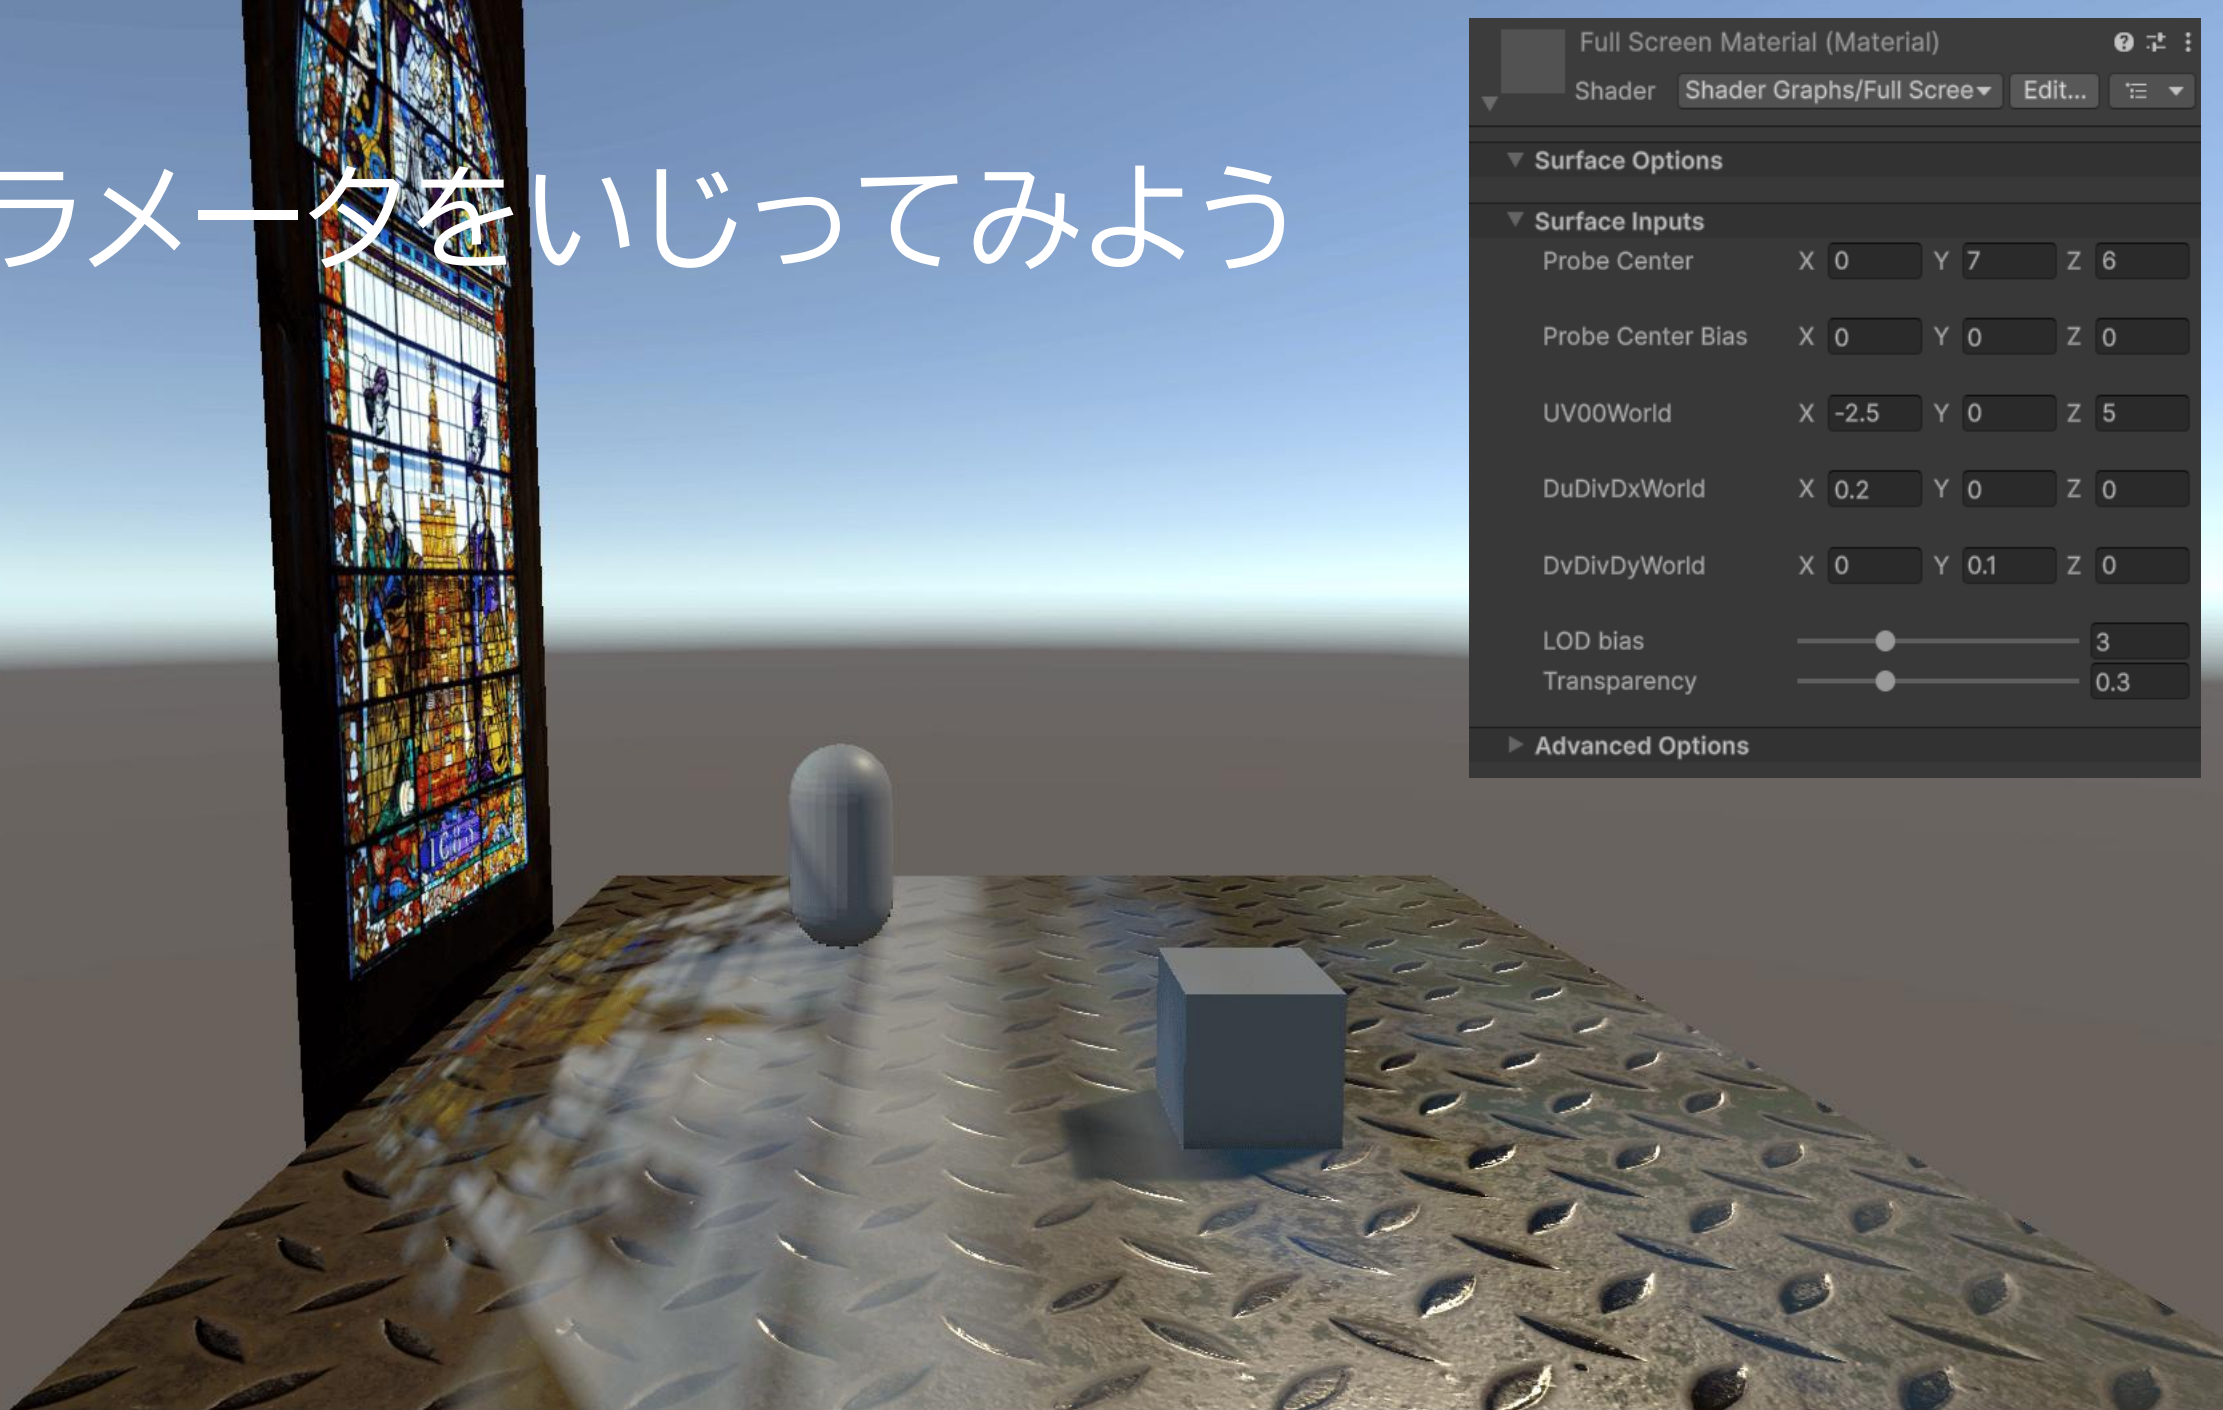 ラメータをいじってみよう
Full Screen Material (Material)
Shader Shader Graphs/Full Scree Edit...
Surface Options
Surface Inputs
Probe Center X 0 Y 7 Z 6
Probe Center Bias X 0 Y 0 Z 0
UV00World X -2.5 Y 0 Z 5
DuDivDxWorld X 0.2 Y 0 Z 0
DvDivDyWorld X 0 Y 0.1 Z 0
LOD bias 3
Transparency 0.3
Advanced Options